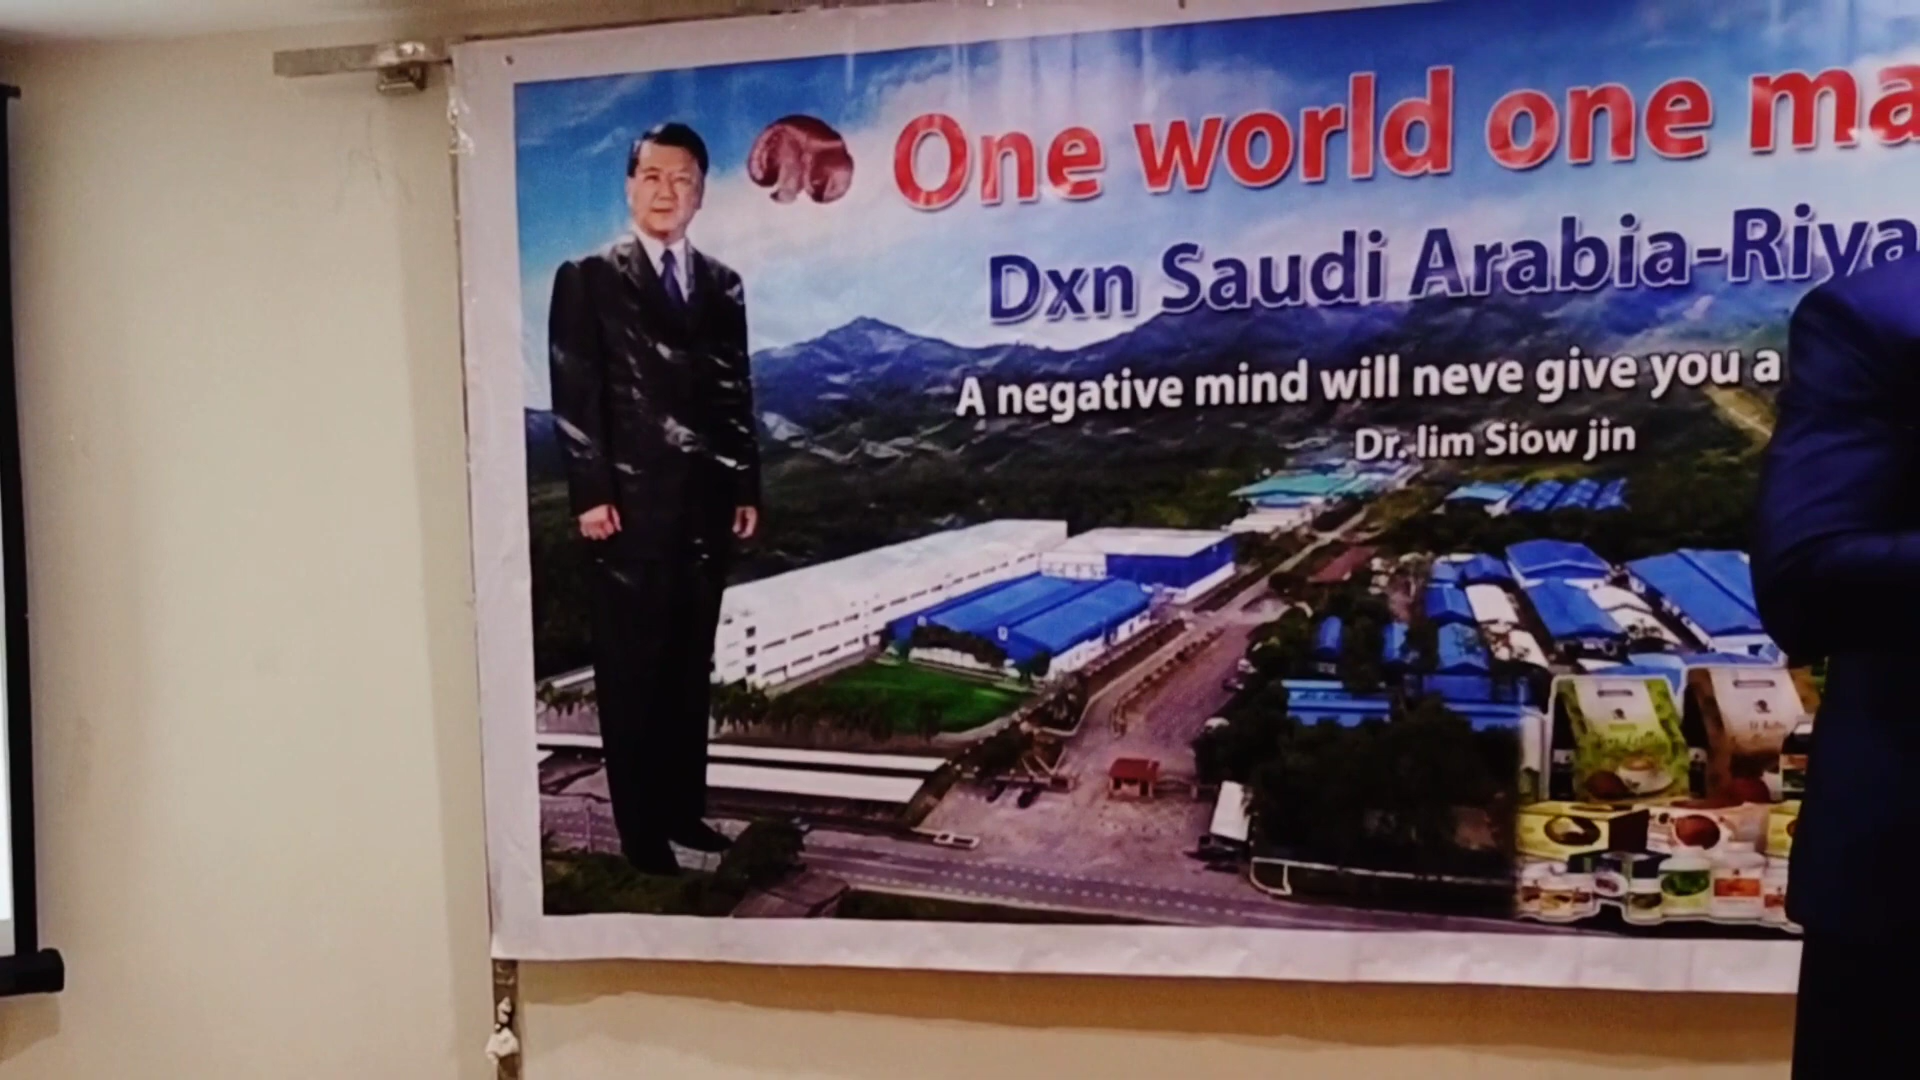 One world one ma
Dxn Saudi Arabia-Riya
A negative mind will neve give you a
Dr. lim Siow jin